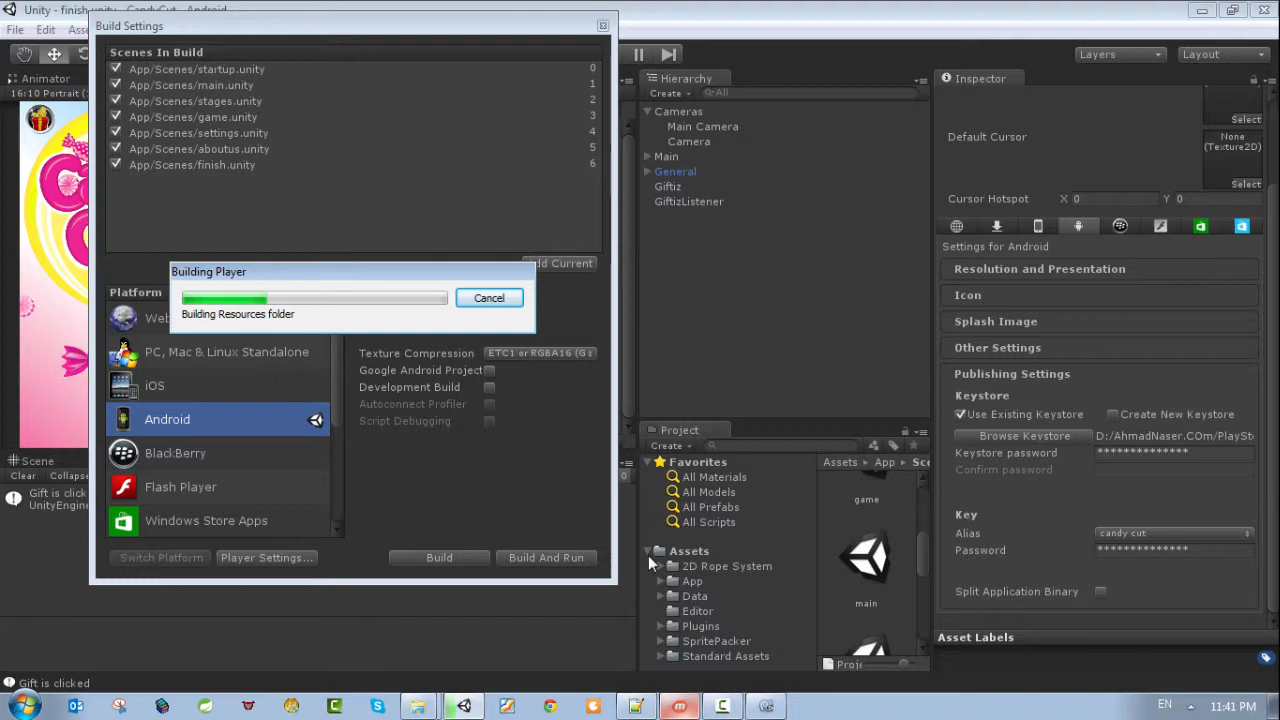 Unity - finish.unity - CandyCut - Android
File
Edit
Build Settings
Scenes In Build
App/Scenes/startup.unity 0
App/Scenes/main.unity 1
App/Scenes/stages.unity 2
App/Scenes/game.unity 3
App/Scenes/settings.unity 4
App/Scenes/aboutus.unity 5
App/Scenes/finish.unity 6
dd Current
Building Player
Cancel
Building Resources folder
Platform
PC, Mac & Linux Standalone
iOS
Android
BlackBerry
Flash Player
Windows Store Apps
Texture Compression ETC1 or RGBA16 (G
Google Android Project
Development Build
Autoconnect Profiler
Script Debugging
Switch Platform
Player Settings...
Build
Build And Run
Animator
16:10 Portrait (
Scene
Clear
Collapse
Gift is click
UnityEngine
Gift is clicked
Layers
Layout
Hierarchy
Create
All
Cameras
Main Camera
Camera
Main
General
Giftiz
GiftizListener
Project
Create
Favorites
All Materials
All Models
All Prefabs
All Scripts
Assets
2D Rope System
App
Data
Editor
Plugins
SpritePacker
Standard Assets
Assets
App
Sce
game
main
Proj
Inspector
Select
Default Cursor
None
(Texture2D)
Select
Cursor Hotspot X 0 Y 0
Settings for Android
Resolution and Presentation
Icon
Splash Image
Other Settings
Publishing Settings
Keystore
Use Existing Keystore
Create New Keystore
Browse Keystore D:/AhmadNaser.COm/PlaySt
Keystore password **************
Confirm password
Key
Alias candy cut
Password **************
Split Application Binary
Asset Labels
EN
11:41 PM